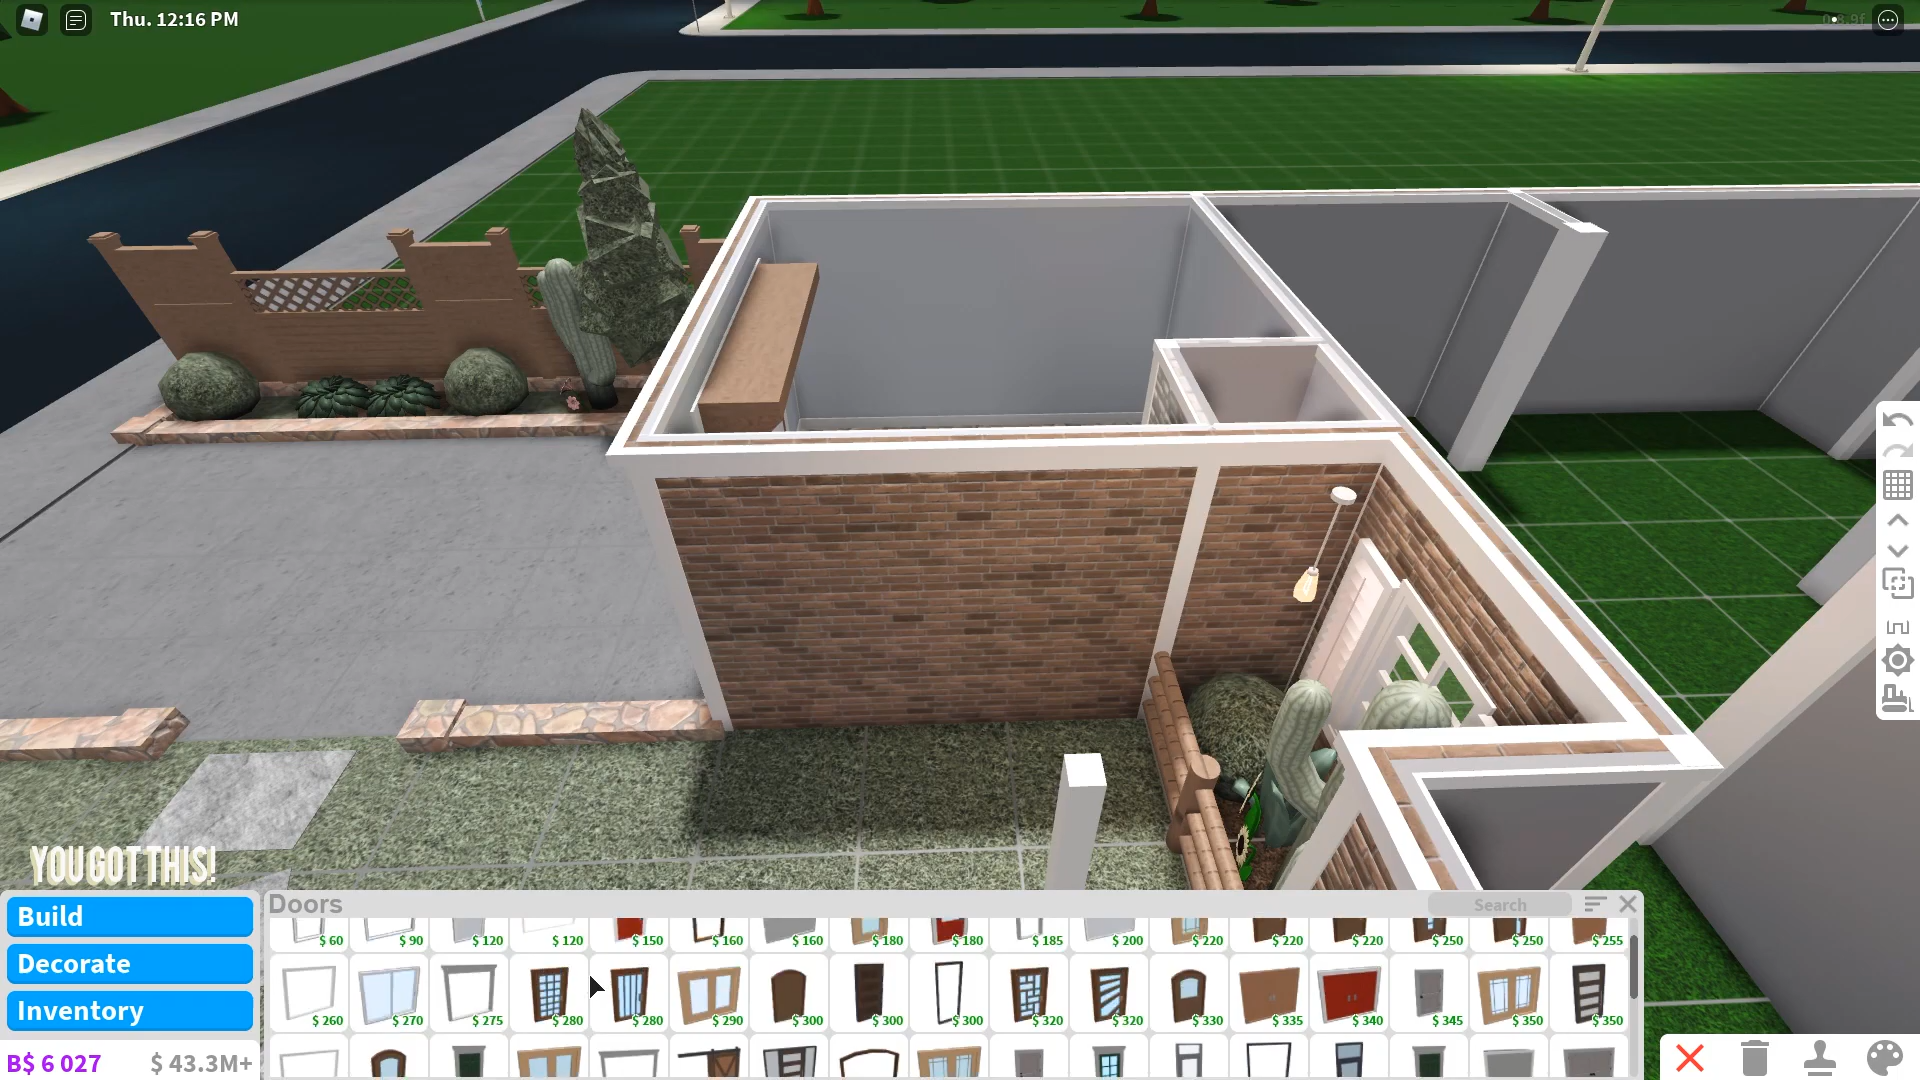 Thu. 12:16 PM
YOU GOT THIS!
Build
Decorate
Inventory
B$ 6 027
$ 43.3M+
Doors
Search
$ 60 $ 90 $ 120 $ 120 $ 150 $ 160 $ 160 $ 180 $ 180 $ 185 $ 200 $ 220 $ 220 $ 220 $ 250 $ 250 $ 255
$ 260 $ 270 $ 275 $ 280 $ 280 $ 290 $ 300 $ 300 $ 300 $ 320 $ 320 $ 330 $ 335 $ 340 $ 345 $ 350 $ 350